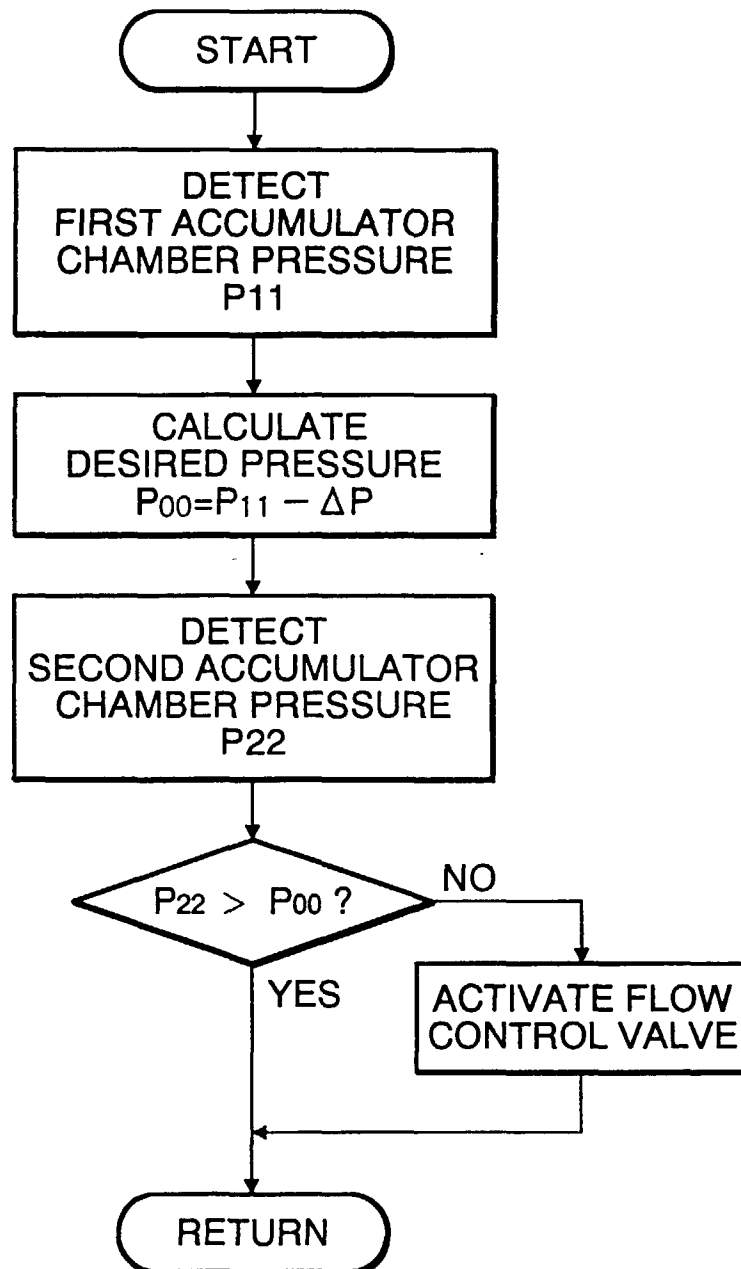 START
DETECT
FIRST ACCUMULATOR
CHAMBER PRESSURE
P11
CALCULATE
DESIRED PRESSURE
P00=P11 − ΔP
DETECT
SECOND ACCUMULATOR
CHAMBER PRESSURE
P22
P22 > P00 ?
NO
YES
ACTIVATE FLOW
CONTROL VALVE
RETURN